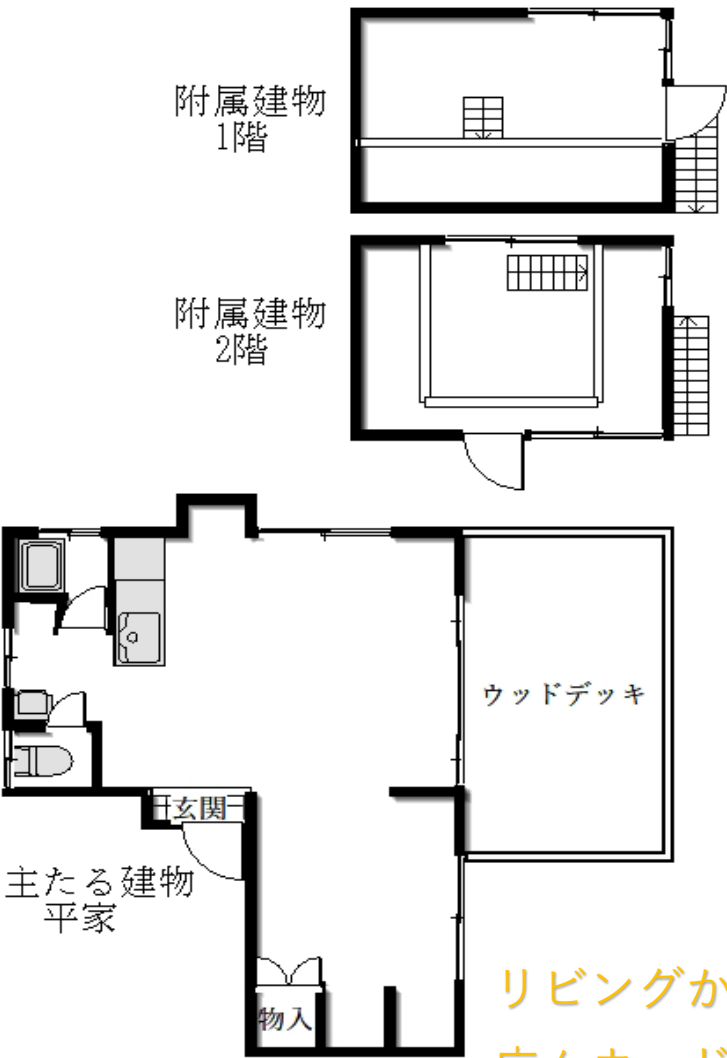 附属建物
1階
附属建物
2階
ウッドデッキ
玄関
主たる建物
平家
物入
リビングか